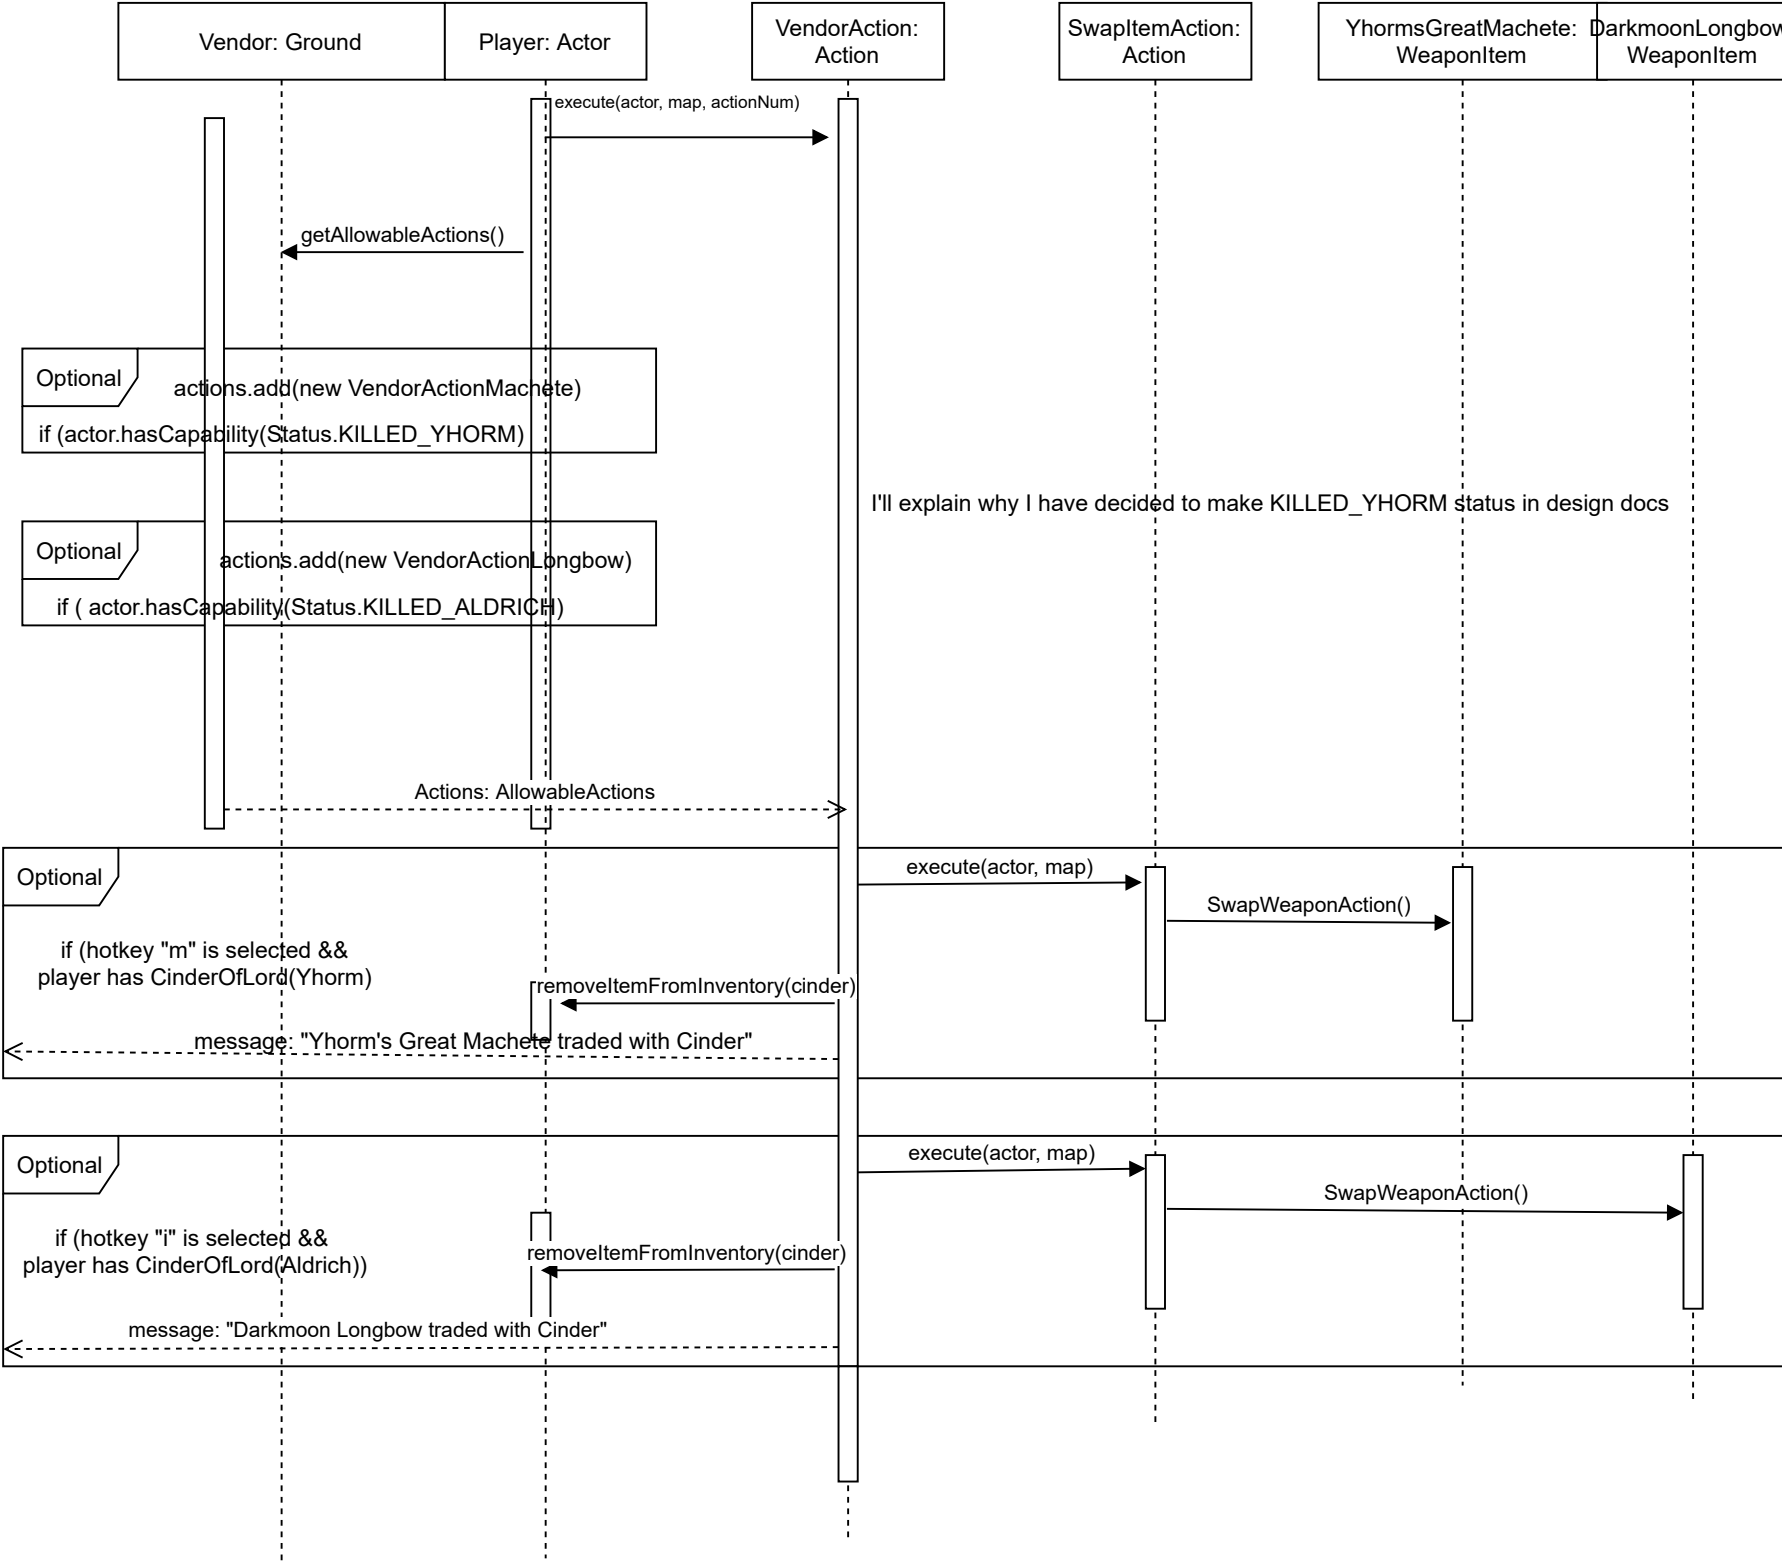 Vendor: Ground
Player: Actor
VendorAction:
Action
SwapItemAction:
Action
YhormsGreatMachete:
WeaponItem
DarkmoonLongbow
WeaponItem
execute(actor, map, actionNum)
getAllowableActions()
Optional
actions.add(new VendorActionMachete)
if (actor.hasCapability(Status.KILLED_YHORM)
I'll explain why I have decided to make KILLED_YHORM status in design docs
Optional
actions.add(new VendorActionLongbow)
if ( actor.hasCapability(Status.KILLED_ALDRICH)
Actions: AllowableActions
Optional
execute(actor, map)
SwapWeaponAction()
if (hotkey "m" is selected &&
player has CinderOfLord(Yhorm)
removeItemFromInventory(cinder)
message: "Yhorm's Great Machete traded with Cinder"
Optional
execute(actor, map)
SwapWeaponAction()
if (hotkey "i" is selected &&
player has CinderOfLord(Aldrich))
removeItemFromInventory(cinder)
message: "Darkmoon Longbow traded with Cinder"